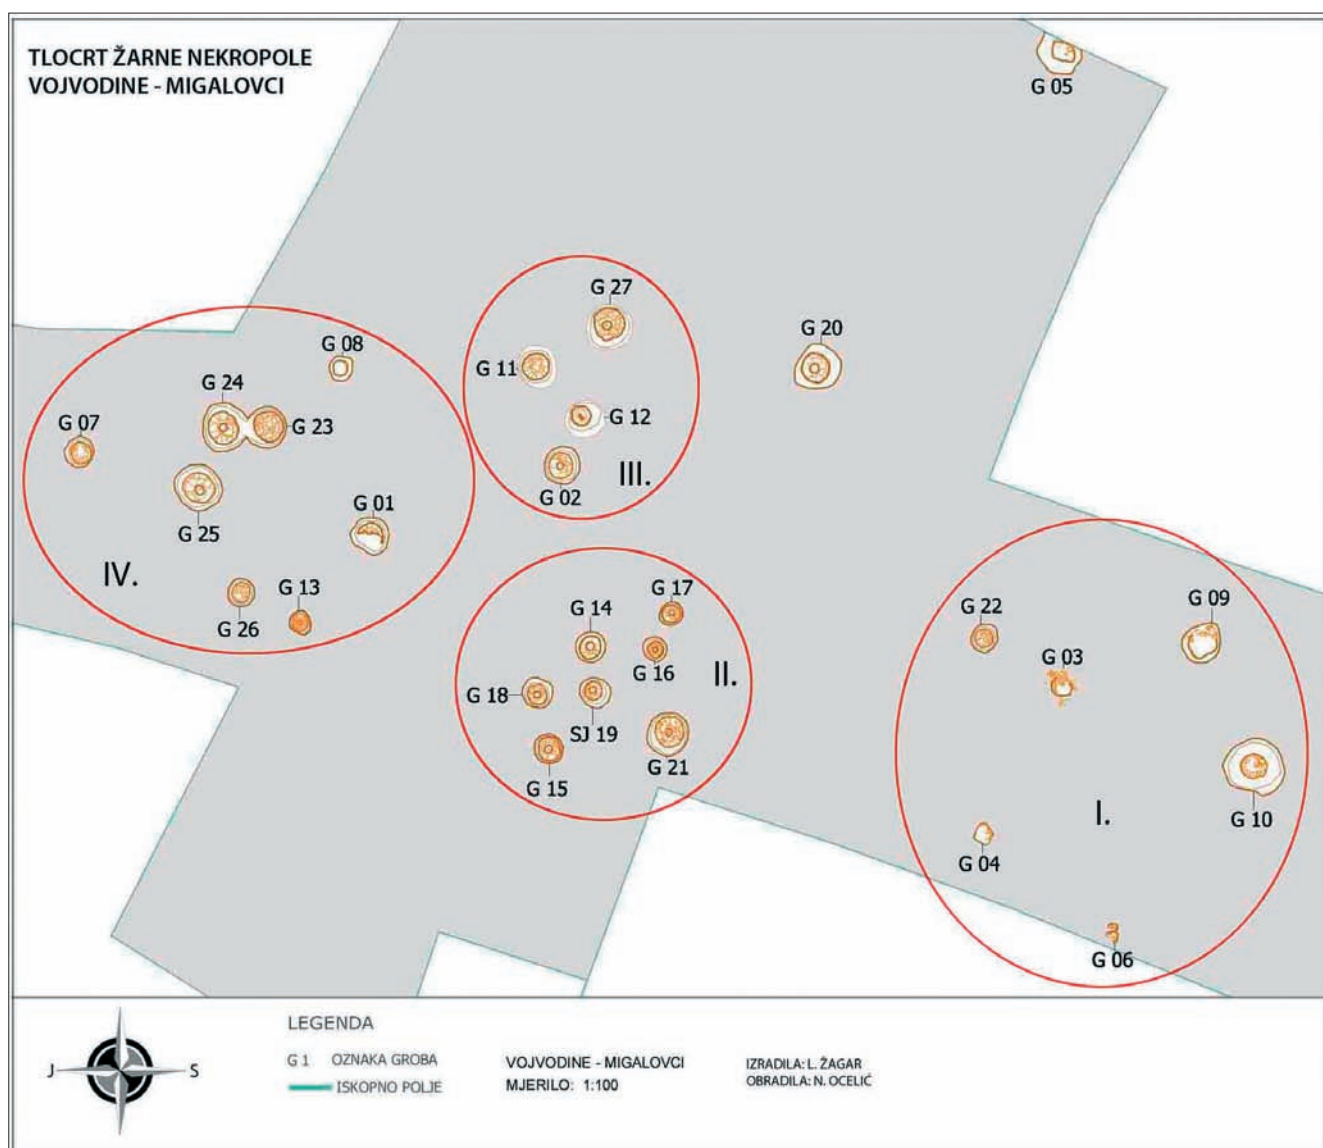 TLOCRT ŽARNE NEKROPOLE
VOJVODINE - MIGALOVCI
G 05
G 27
G 20
G 08
G 11
G 24
G 12
G 07
G 23
G 02
III.
G 01
G 25
IV.
G 13
G 26
G 17
G 14
G 22
G 09
G 03
G 16
II.
G 18
SJ 19
G 21
G 15
I.
G 10
G 04
G 06
LEGENDA
G 1 OZNAKA GROBA
ISKOPNO POLJE
VOJVODINE - MIGALOVCI
MJERILO: 1:100
IZRADILA: L. ŽAGAR
OBRADILA: N. OCELIĆ
J
S